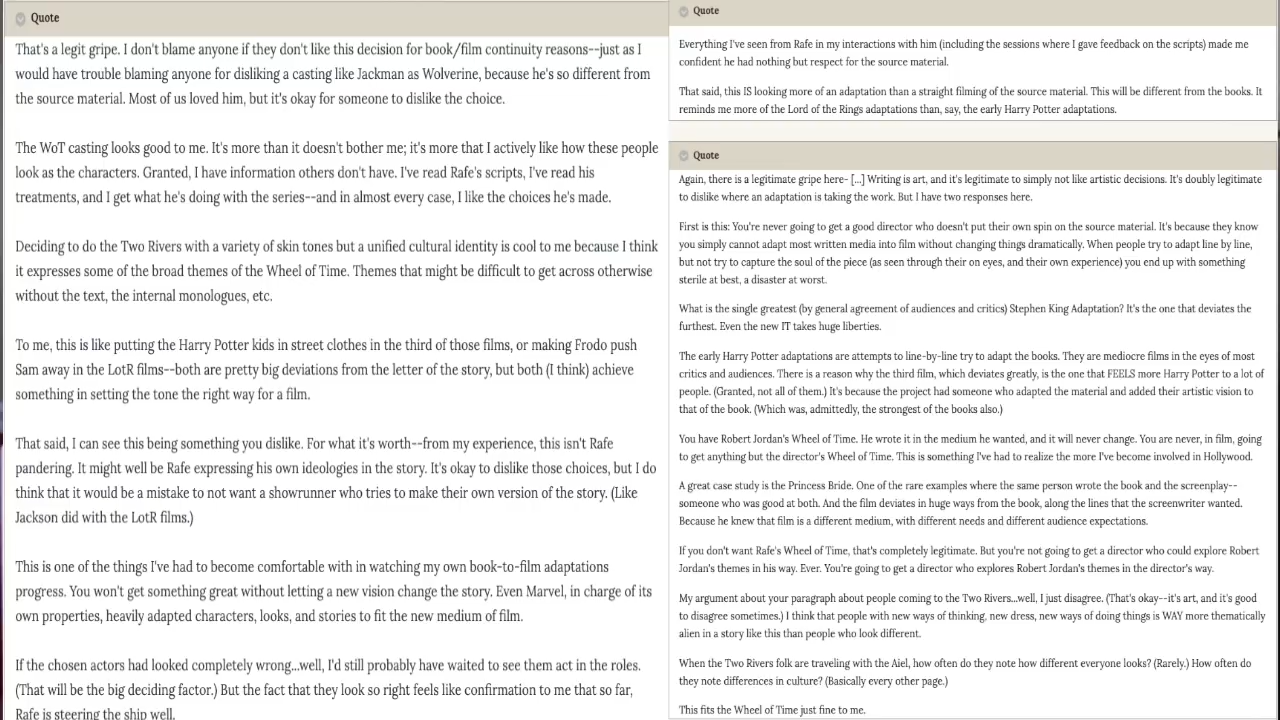 Quote
That's a legit gripe. I don't blame anyone if they don't like this decision for book/film continuity reasons--just as I
would have trouble blaming anyone for disliking a casting like Jackman as Wolverine, because he's so different from
the source material. Most of us loved him, but it's okay for someone to dislike the choice.
The WoT casting looks good to me. It's more than it doesn't bother me; it's more that I actively like how these people
look as the characters. Granted, I have information others don't have. I've read Rafe's scripts, I've read his
treatments, and I get what he's doing with the series--and in almost every case, I like the choices he's made.
Deciding to do the Two Rivers with a variety of skin tones but a unified cultural identity is cool to me because I think
it expresses some of the broad themes of the Wheel of Time. Themes that might be difficult to get across otherwise
without the text, the internal monologues, etc.
To me, this is like putting the Harry Potter kids in street clothes in the third of those films, or making Frodo push
Sam away in the LotR films--both are pretty big deviations from the letter of the story, but both (I think) achieve
something in setting the tone the right way for a film.
That said, I can see this being something you dislike. For what it's worth--from my experience, this isn't Rafe
pandering. It might well be Rafe expressing his own ideologies in the story. It's okay to dislike those choices, but I do
think that it would be a mistake to not want a showrunner who tries to make their own version of the story. (Like
Jackson did with the LotR films.)
This is one of the things I've had to become comfortable with in watching my own book-to-film adaptations
progress. You won't get something great without letting a new vision change the story. Even Marvel, in charge of its
own properties, heavily adapted characters, looks, and stories to fit the new medium of film.
If the chosen actors had looked completely wrong...well, I'd still probably have waited to see them act in the roles.
(That will be the big deciding factor.) But the fact that they look so right feels like confirmation to me that so far,
Rafe is steering the ship well.
Quote
Everything I've seen from Rafe in my interactions with him (including the sessions where I gave feedback on the scripts) made me
confident he had nothing but respect for the source material.
That said, this IS looking more of an adaptation than a straight filming of the source material. This will be different from the books. It
reminds me more of the Lord of the Rings adaptations than, say, the early Harry Potter adaptations.
Quote
Again, there is a legitimate gripe here- [...] Writing is art, and it's legitimate to simply not like artistic decisions. It's doubly legitimate
to dislike where an adaptation is taking the work. But I have two responses here.
First is this: You're never going to get a good director who doesn't put their own spin on the source material. It's because they know
you simply cannot adapt most written media into film without changing things dramatically. When people try to adapt line by line,
but not try to capture the soul of the piece (as seen through their on eyes, and their own experience) you end up with something
sterile at best, a disaster at worst.
What is the single greatest (by general agreement of audiences and critics) Stephen King Adaptation? It's the one that deviates the
furthest. Even the new IT takes huge liberties.
The early Harry Potter adaptations are attempts to line-by-line try to adapt the books. They are mediocre films in the eyes of most
critics and audiences. There is a reason why the third film, which deviates greatly, is the one that FEELS more Harry Potter to a lot of
people. (Granted, not all of them.) It's because the project had someone who adapted the material and added their artistic vision to
that of the book. (Which was, admittedly, the strongest of the books also.)
You have Robert Jordan's Wheel of Time. He wrote it in the medium he wanted, and it will never change. You are never, in film, going
to get anything but the director's Wheel of Time. This is something I've had to realize the more I've become involved in Hollywood.
A great case study is the Princess Bride. One of the rare examples where the same person wrote the book and the screenplay--
someone who was good at both. And the film deviates in huge ways from the book, along the lines that the screenwriter wanted.
Because he knew that film is a different medium, with different needs and different audience expectations.
If you don't want Rafe's Wheel of Time, that's completely legitimate. But you're not going to get a director who could explore Robert
Jordan's themes in his way. Ever. You're going to get a director who explores Robert Jordan's themes in the director's way.
My argument about your paragraph about people coming to the Two Rivers...well, I just disagree. (That's okay--it's art, and it's good
to disagree sometimes.) I think that people with new ways of thinking, new dress, new ways of doing things is WAY more thematically
alien in a story like this than people who look different.
When the Two Rivers folk are traveling with the Aiel, how often do they note how different everyone looks? (Rarely.) How often do
they note differences in culture? (Basically every other page.)
This fits the Wheel of Time just fine to me.